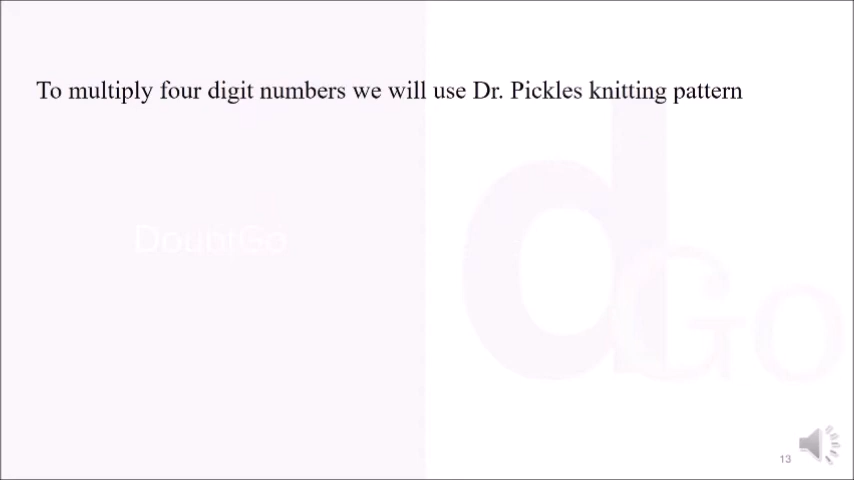 To multiply four digit numbers we will use Dr. Pickles knitting pattern
DoubtGo
dGo
13